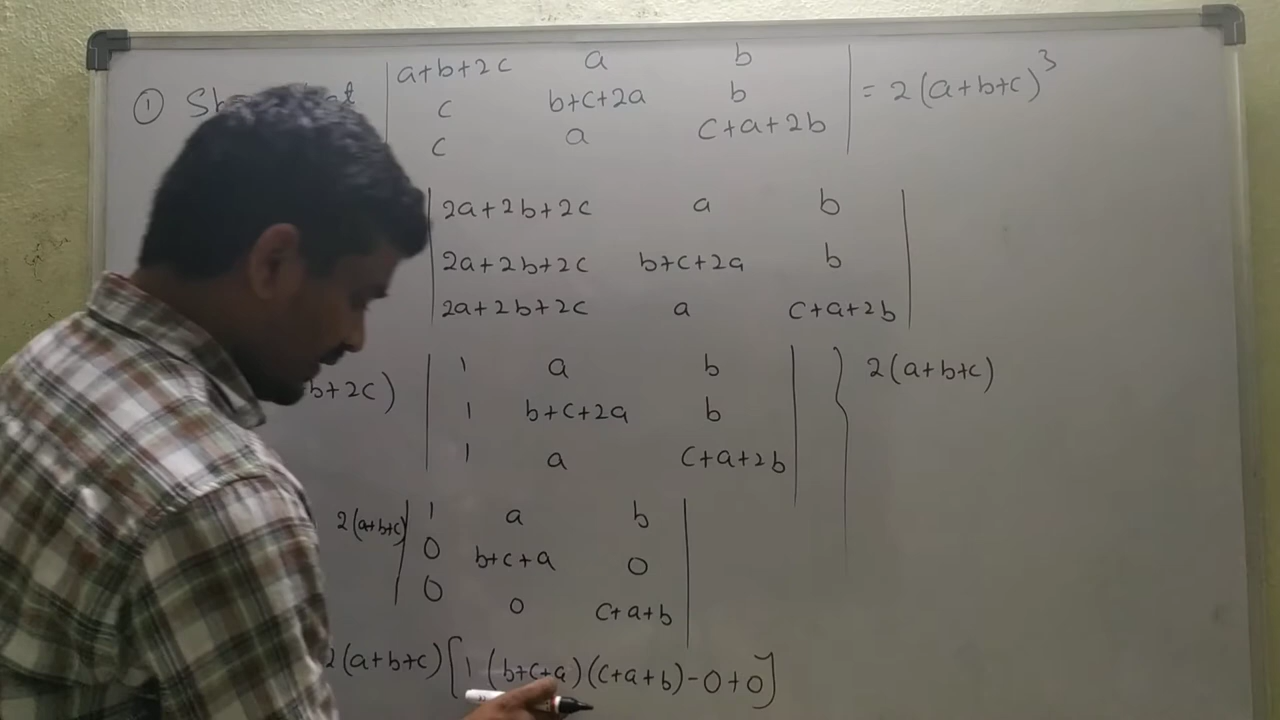 ① a+b+2c a b
c b+c+2a b = 2(a+b+c)³
c a c+a+2b
2a+2b+2c a b
2a+2b+2c b+c+2a b
2a+2b+2c a c+a+2b
1 a b 2(a+b+c)
b+2c) 1 b+c+2a b
1 a c+a+2b
2(a+b+c) 1 a b
0 b+c+a 0
0 0 c+a+b
2(a+b+c)[1(b+c+a)(c+a+b)-0+0]